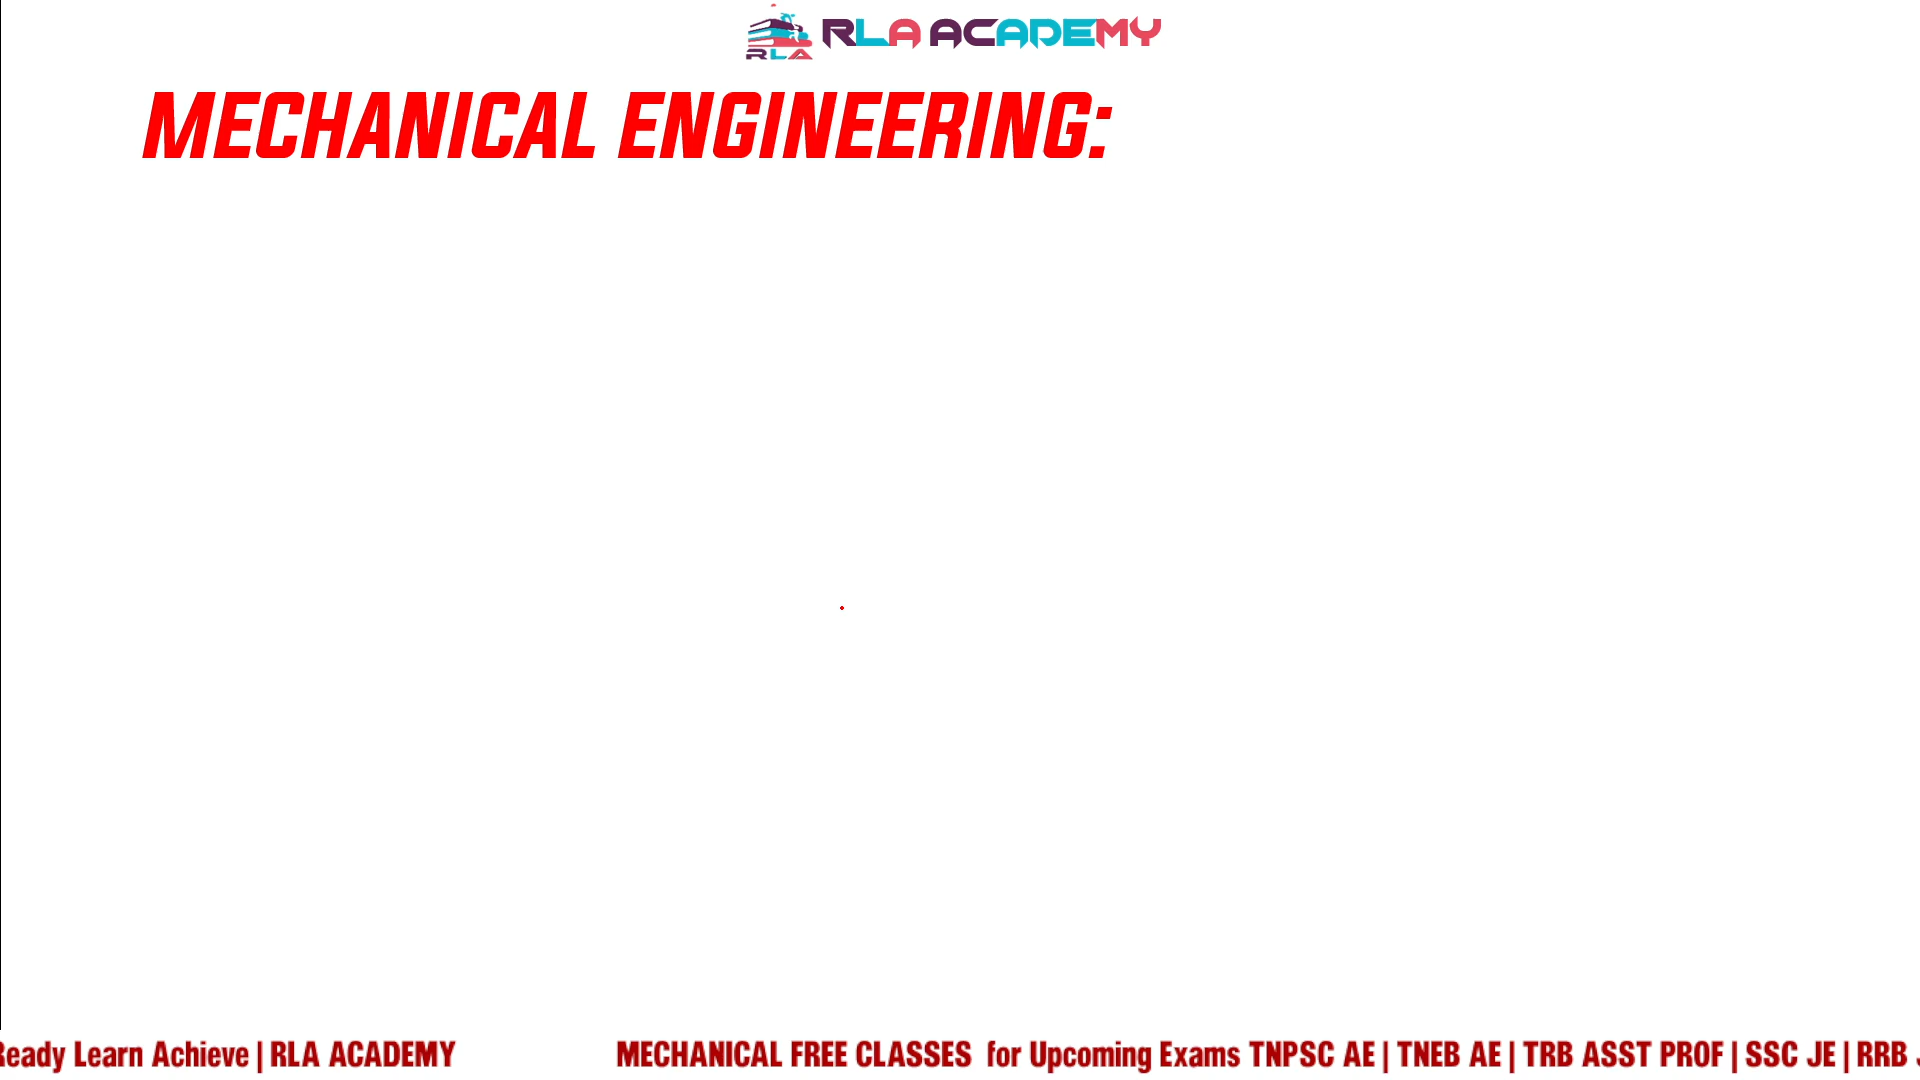 RLA
RLA ACADEMY
MECHANICAL ENGINEERING:
Ready Learn Achieve | RLA ACADEMY MECHANICAL FREE CLASSES for Upcoming Exams TNPSC AE | TNEB AE | TRB ASST PROF | SSC JE | RRB